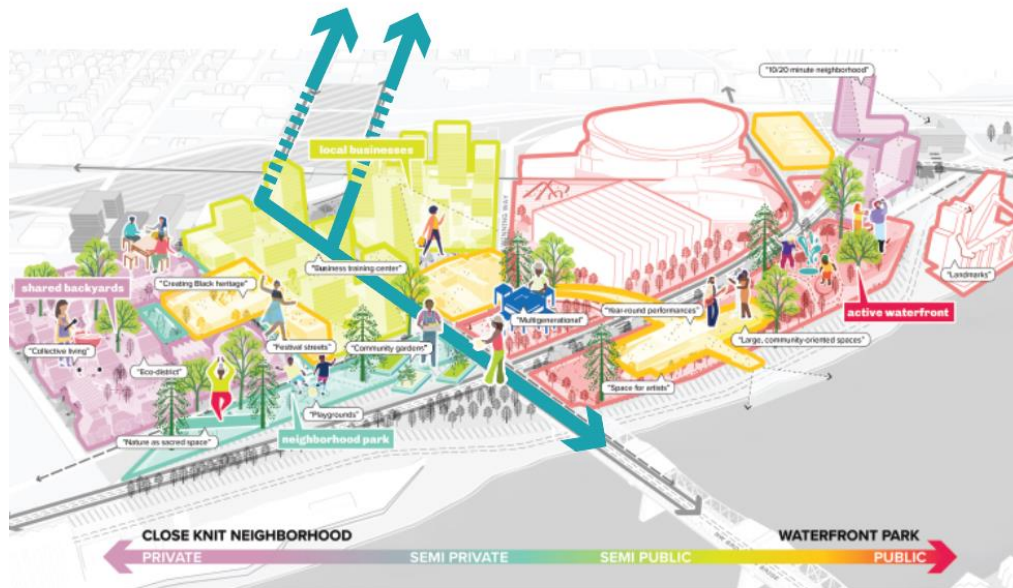 "10/20 minute neighborhood"
local businesses
"Business training center"
"Creating Black heritage"
shared backyards
"Landmarks"
"Multigenerational"
"Year-round performances"
active waterfront
"Large, community-oriented spaces"
"Collective living"
"Festival streets"
"Community gardens"
"Eco-district"
"Space for artists"
"Playgrounds"
"Nature as sacred space"
neighborhood park
CLOSE KNIT NEIGHBORHOOD
WATERFRONT PARK
PRIVATE
SEMI PRIVATE
SEMI PUBLIC
PUBLIC